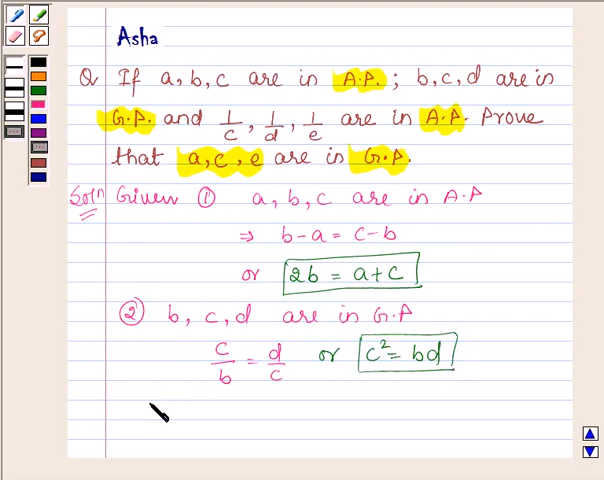 Asha
Q If a, b, c are in A.P. ; b, c, d are in
G.P. and 1/c, 1/d, 1/e are in A.P. Prove
that a, c, e are in G.P.
Soln Given ① a, b, c are in A.P
⇒ b-a = c-b
or 2b = a+c
② b, c, d are in G.P
c/b = d/c or c² = bd